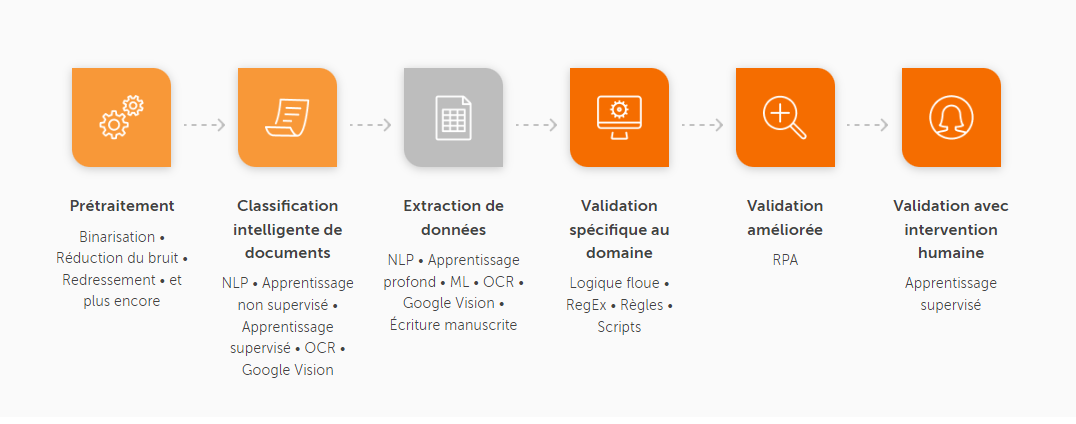 Prétraitement
Binarisation •
Réduction du bruit •
Redressement • et
plus encore
Classification
intelligente de
documents
NLP • Apprentissage
non supervisé •
Apprentissage
supervisé • OCR •
Google Vision
Extraction de
données
NLP • Apprentissage
profond • ML • OCR •
Google Vision •
Écriture manuscrite
Validation
spécifique au
domaine
Logique floue •
RegEx • Règles •
Scripts
Validation
améliorée
RPA
Validation avec
intervention
humaine
Apprentissage
supervisé